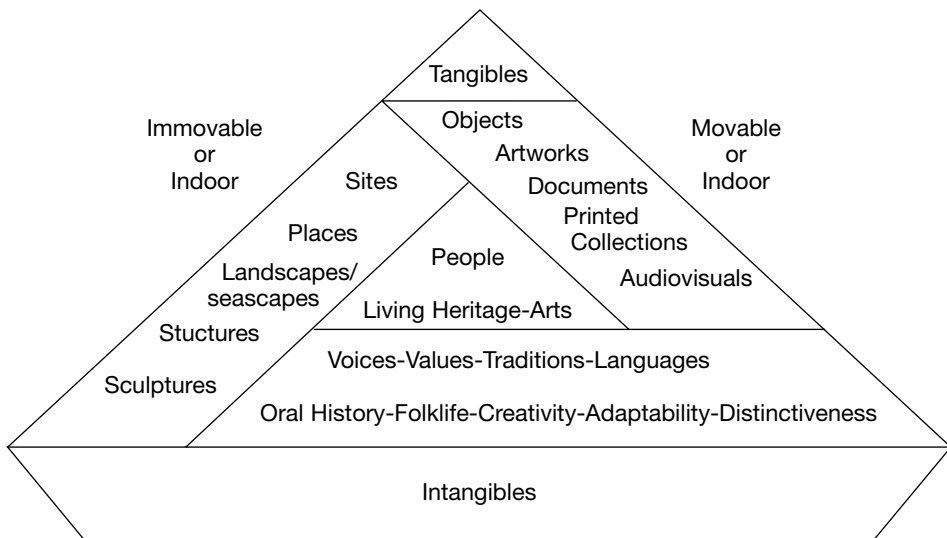 Tangibles
Immovable
or
Indoor
Movable
or
Indoor
Objects
Artworks
Documents
Printed
Collections
Audiovisuals
Sites
Places
Landscapes/
seascapes
Stuctures
Sculptures
People
Living Heritage-Arts
Voices-Values-Traditions-Languages
Oral History-Folklife-Creativity-Adaptability-Distinctiveness
Intangibles